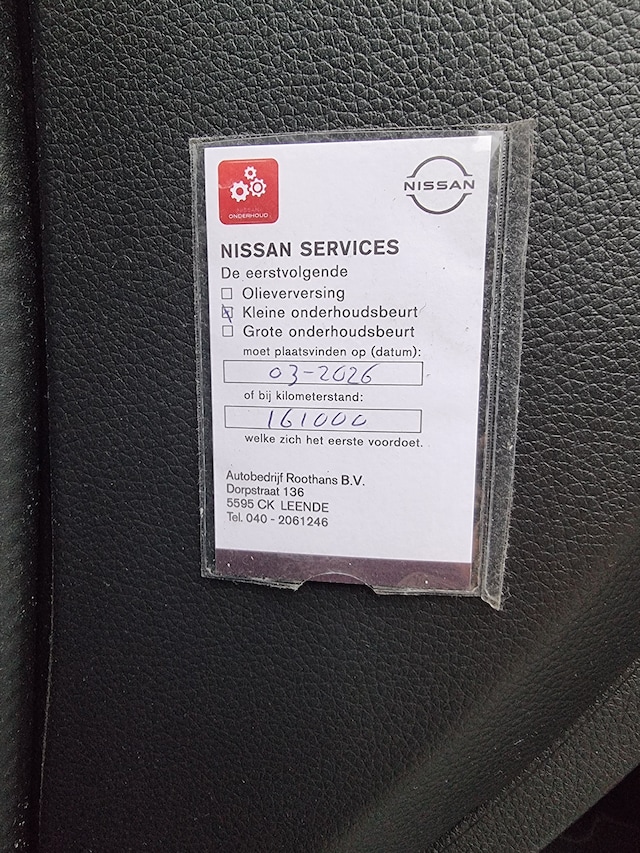 NISSAN
ONDERHOUD
NISSAN
NISSAN SERVICES
De eerstvolgende
☐ Olieverversing
☒ Kleine onderhoudsbeurt
☐ Grote onderhoudsbeurt
moet plaatsvinden op (datum):
03-2026
of bij kilometerstand:
161000
welke zich het eerste voordoet.
Autobedrijf Roothans B.V.
Dorpstraat 136
5595 CK LEENDE
Tel. 040 - 2061246